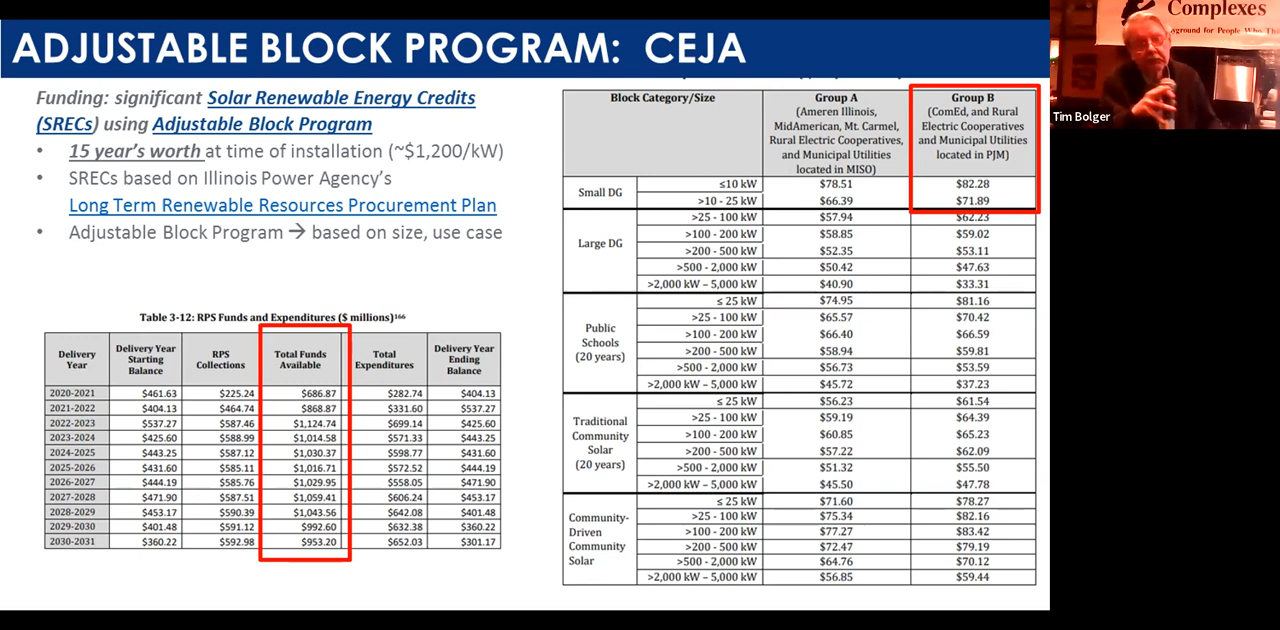 ADJUSTABLE BLOCK PROGRAM: CEJA
Funding: significant Solar Renewable Energy Credits
(SRECs) using Adjustable Block Program
• 15 year's worth at time of installation (~$1,200/kW)
• SRECs based on Illinois Power Agency's
Long Term Renewable Resources Procurement Plan
• Adjustable Block Program → based on size, use case
Table 3-12: RPS Funds and Expenditures ($ millions)166
Delivery Year | Delivery Year Starting Balance | RPS Collections | Total Funds Available | Total Expenditures | Delivery Year Ending Balance
2020-2021 $461.63 $225.24 $686.87 $282.74 $404.13
2021-2022 $404.13 $464.74 $868.87 $331.60 $537.27
2022-2023 $537.27 $587.46 $1,124.74 $699.14 $425.60
2023-2024 $425.60 $588.99 $1,014.58 $571.33 $443.25
2024-2025 $443.25 $587.12 $1,030.37 $598.77 $431.60
2025-2026 $431.60 $585.11 $1,016.71 $572.52 $444.19
2026-2027 $444.19 $585.76 $1,029.95 $558.05 $471.90
2027-2028 $471.90 $587.51 $1,059.41 $606.24 $453.17
2028-2029 $453.17 $590.39 $1,043.56 $642.08 $401.48
2029-2030 $401.48 $591.12 $992.60 $632.38 $360.22
2030-2031 $360.22 $592.98 $953.20 $652.03 $301.17
Block Category/Size
Group A
(Ameren Illinois,
MidAmerican, Mt. Carmel,
Rural Electric Cooperatives,
and Municipal Utilities
located in MISO)
Group B
(ComEd, and Rural
Electric Cooperatives
and Municipal Utilities
located in PJM)
Small DG
≤10 kW $78.51 $82.28
>10 - 25 kW $66.39 $71.89
Large DG
>25 - 100 kW $57.94 $62.23
>100 - 200 kW $58.85 $59.02
>200 - 500 kW $52.35 $53.11
>500 - 2,000 kW $50.42 $47.63
>2,000 kW – 5,000 kW $40.90 $33.31
Public
Schools
(20 years)
≤ 25 kW $74.95 $81.16
>25 - 100 kW $65.57 $70.42
>100 - 200 kW $66.40 $66.59
>200 - 500 kW $58.94 $59.81
>500 - 2,000 kW $56.73 $53.59
>2,000 kW – 5,000 kW $45.72 $37.23
Traditional
Community
Solar
(20 years)
≤ 25 kW $56.23 $61.54
>25 - 100 kW $59.19 $64.39
>100 - 200 kW $60.85 $65.23
>200 - 500 kW $57.22 $62.09
>500 - 2,000 kW $51.32 $55.50
>2,000 kW – 5,000 kW $45.50 $47.78
Community-
Driven
Community
Solar
≤ 25 kW $71.60 $78.27
>25 - 100 kW $75.34 $82.16
>100 - 200 kW $77.27 $83.42
>200 - 500 kW $72.47 $79.19
>500 - 2,000 kW $64.76 $70.12
>2,000 kW – 5,000 kW $56.85 $59.44
Complexes
for People Who
Tim Bolger